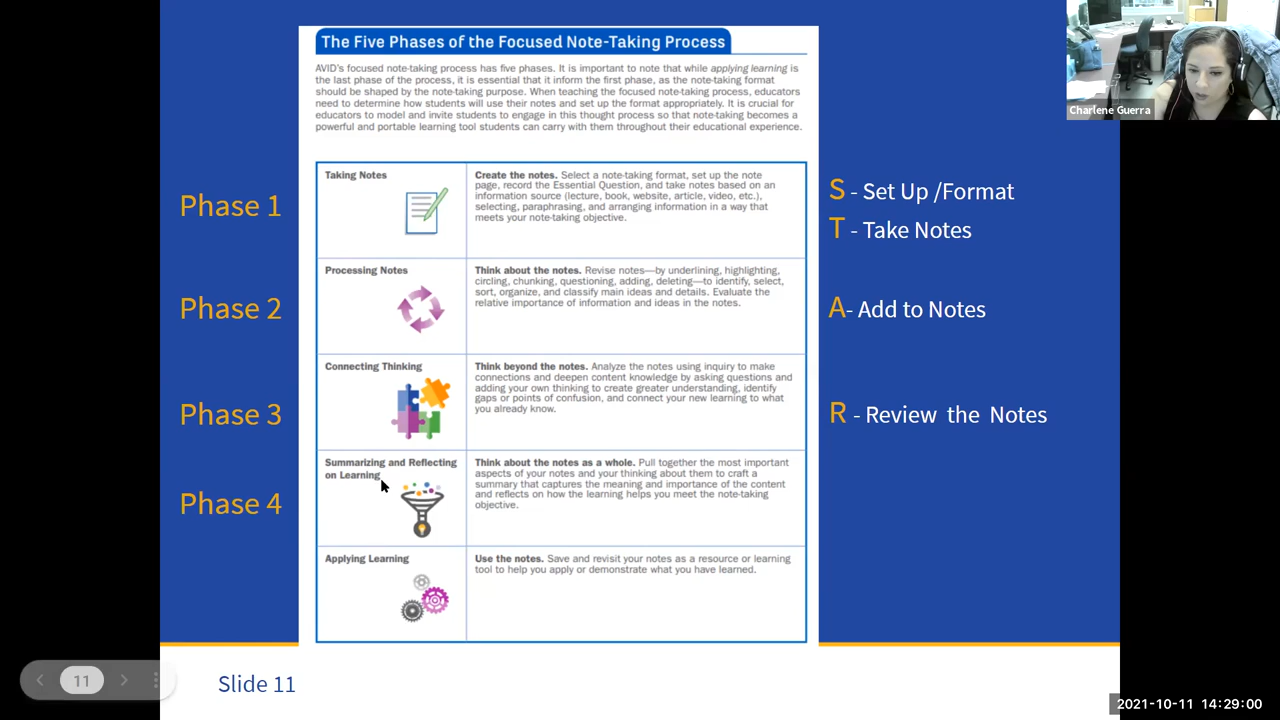 The Five Phases of the Focused Note-Taking Process
AVID's focused note-taking process has five phases. It is important to note that while applying learning is
the last phase of the process, it is essential that it inform the first phase, as the note-taking format
should be shaped by the note-taking purpose. When teaching the focused note-taking process, educators
need to determine how students will use their notes and set up the format appropriately. It is crucial for
educators to model and invite students to engage in this thought process so that note-taking becomes a
powerful and portable learning tool students can carry with them throughout their educational experience.
Charlene Guerra
Phase 1
Taking Notes
Create the notes. Select a note-taking format, set up the note
page, record the Essential Question, and take notes based on an
information source (lecture, book, website, article, video, etc.),
selecting, paraphrasing, and arranging information in a way that
meets your note-taking objective.
S - Set Up /Format
T - Take Notes
Phase 2
Processing Notes
Think about the notes. Revise notes—by underlining, highlighting,
circling, chunking, questioning, adding, deleting—to identify, select,
sort, organize, and classify main ideas and details. Evaluate the
relative importance of information and ideas in the notes.
A- Add to Notes
Phase 3
Connecting Thinking
Think beyond the notes. Analyze the notes using inquiry to make
connections and deepen content knowledge by asking questions and
adding your own thinking to create greater understanding, identify
gaps or points of confusion, and connect your new learning to what
you already know.
R - Review the Notes
Phase 4
Summarizing and Reflecting
on Learning
Think about the notes as a whole. Pull together the most important
aspects of your notes and your thinking about them to craft a
summary that captures the meaning and importance of the content
and reflects on how the learning helps you meet the note-taking
objective.
Applying Learning
Use the notes. Save and revisit your notes as a resource or learning
tool to help you apply or demonstrate what you have learned.
11
Slide 11
2021-10-11 14:29:00